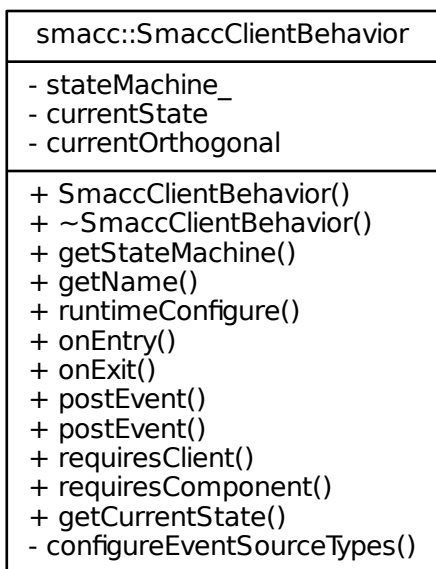 smacc::SmaccClientBehavior
- stateMachine_
- currentState
- currentOrthogonal
+ SmaccClientBehavior()
+ ~SmaccClientBehavior()
+ getStateMachine()
+ getName()
+ runtimeConfigure()
+ onEntry()
+ onExit()
+ postEvent()
+ postEvent()
+ requiresClient()
+ requiresComponent()
+ getCurrentState()
- configureEventSourceTypes()